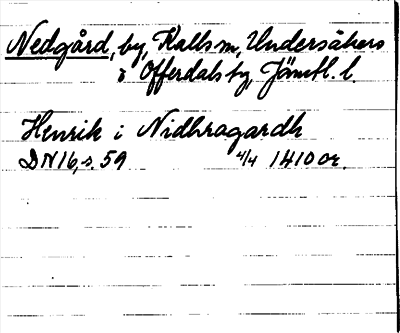 Nedgård, by, Kalls sn, Undersåkers
o Offerdals tg, Jämtl. l.
Henrik i Nidhragardh
DN16, s. 59 4/4 1410 or.